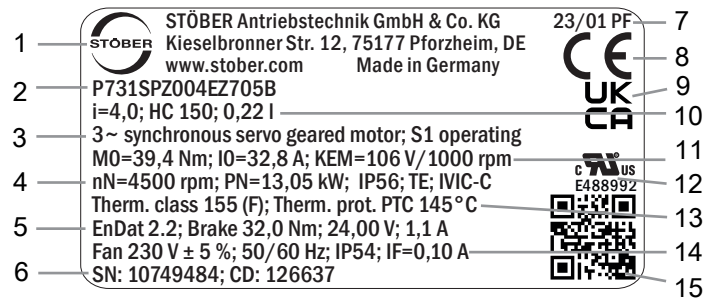 STÖBER Antriebstechnik GmbH & Co. KG 23/01 PF 7
1 STÖBER Kieselbronner Str. 12, 75177 Pforzheim, DE CE 8
www.stober.com Made in Germany
2 P731SPZ004EZ705B UK CA 9
i=4,0; HC 150; 0,22 l 10
3 3~ synchronous servo geared motor; S1 operating
M0=39,4 Nm; I0=32,8 A; KEM=106 V/1000 rpm 11
4 nN=4500 rpm; PN=13,05 kW; IP56; TE; IVIC-C c RU US 12
E488992
Therm. class 155 (F); Therm. prot. PTC 145°C 13
5 EnDat 2.2; Brake 32,0 Nm; 24,00 V; 1,1 A
Fan 230 V ± 5 %; 50/60 Hz; IP54; IF=0,10 A 14
6 SN: 10749484; CD: 126637 15